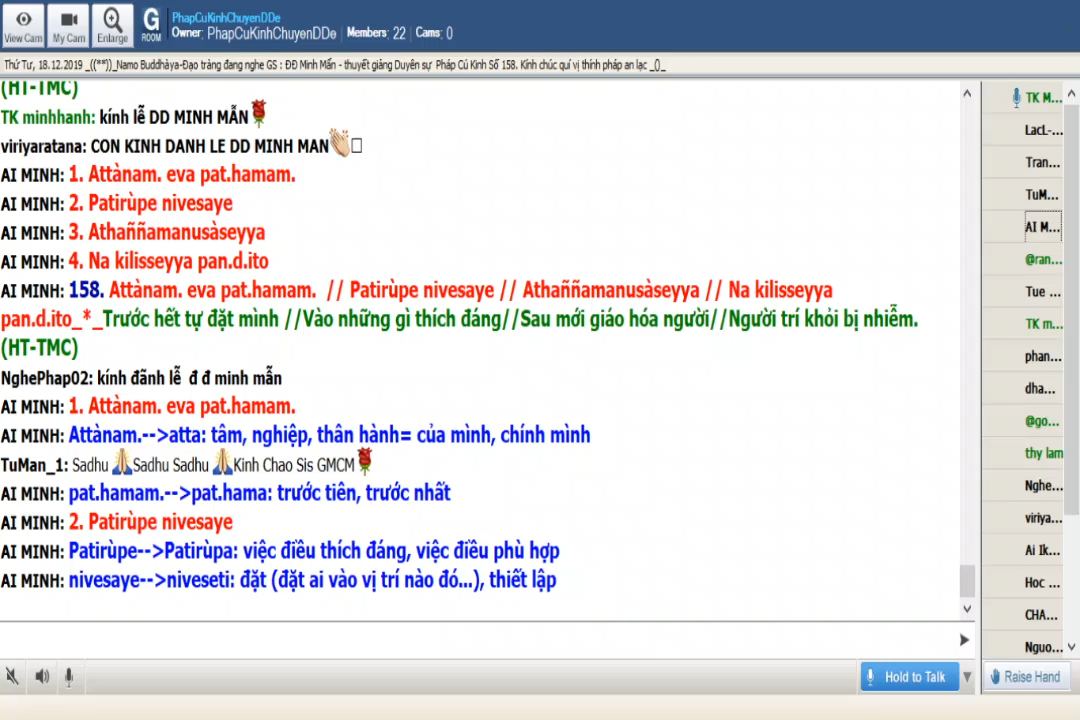 View Cam
My Cam
Enlarge
G
ROOM
PhapCuKinhChuyenDDe
Owner: PhapCuKinhChuyenDDe
Members: 22
Cams: 0
Thứ Tư, 18.12.2019 _((**))_Namo Buddhàya-Đạo tràng đang nghe GS : ĐĐ Minh Mẫn - thuyết giảng Duyên sự Pháp Cú Kinh Số 158. Kính chúc quí vị thính pháp an lạc _()_
(HT-TMC)
TK minhhanh: kính lễ DD MINH MẪN
viriyaratana: CON KINH DANH LE DD MINH MAN
AI MINH: 1. Attànam. eva pat.hamam.
AI MINH: 2. Patirùpe nivesaye
AI MINH: 3. Athaññamanusàseyya
AI MINH: 4. Na kilisseyya pan.d.ito
AI MINH: 158. Attànam. eva pat.hamam. // Patirùpe nivesaye // Athaññamanusàseyya // Na kilisseyya
pan.d.ito_*_Trước hết tự đặt mình //Vào những gì thích đáng//Sau mới giáo hóa người//Người trí khỏi bị nhiễm.
(HT-TMC)
NghePhap02: kính đãnh lễ đ đ minh mẫn
AI MINH: 1. Attànam. eva pat.hamam.
AI MINH: Attànam.-->atta: tâm, nghiệp, thân hành= của mình, chính mình
TuMan_1: Sadhu Sadhu Sadhu Kinh Chao Sis GMCM
AI MINH: pat.hamam.-->pat.hama: trước tiên, trước nhất
AI MINH: 2. Patirùpe nivesaye
AI MINH: Patirùpe-->Patirùpa: việc điều thích đáng, việc điều phù hợp
AI MINH: nivesaye-->niveseti: đặt (đặt ai vào vị trí nào đó...), thiết lập
TK M...
LacL-...
Tran...
TuM...
AI M...
@ran...
Tue ...
TK m...
phan...
dha...
@go...
thy lam
Nghe...
viriya...
Ai Ik...
Hoc ...
CHA...
Nguo...
Hold to Talk
Raise Hand